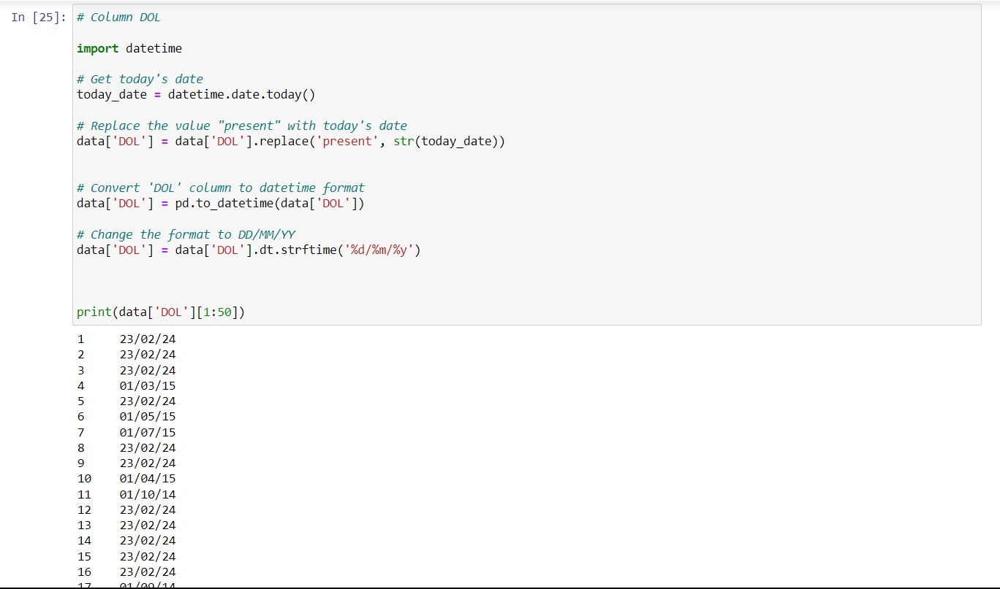 In [25]: # Column DOL
import datetime
# Get today's date
today_date = datetime.date.today()
# Replace the value "present" with today's date
data['DOL'] = data['DOL'].replace('present', str(today_date))
# Convert 'DOL' column to datetime format
data['DOL'] = pd.to_datetime(data['DOL'])
# Change the format to DD/MM/YY
data['DOL'] = data['DOL'].dt.strftime('%d/%m/%y')
print(data['DOL'][1:50])
1 23/02/24
2 23/02/24
3 23/02/24
4 01/03/15
5 23/02/24
6 01/05/15
7 01/07/15
8 23/02/24
9 23/02/24
10 01/04/15
11 01/10/14
12 23/02/24
13 23/02/24
14 23/02/24
15 23/02/24
16 23/02/24
17 01/09/14